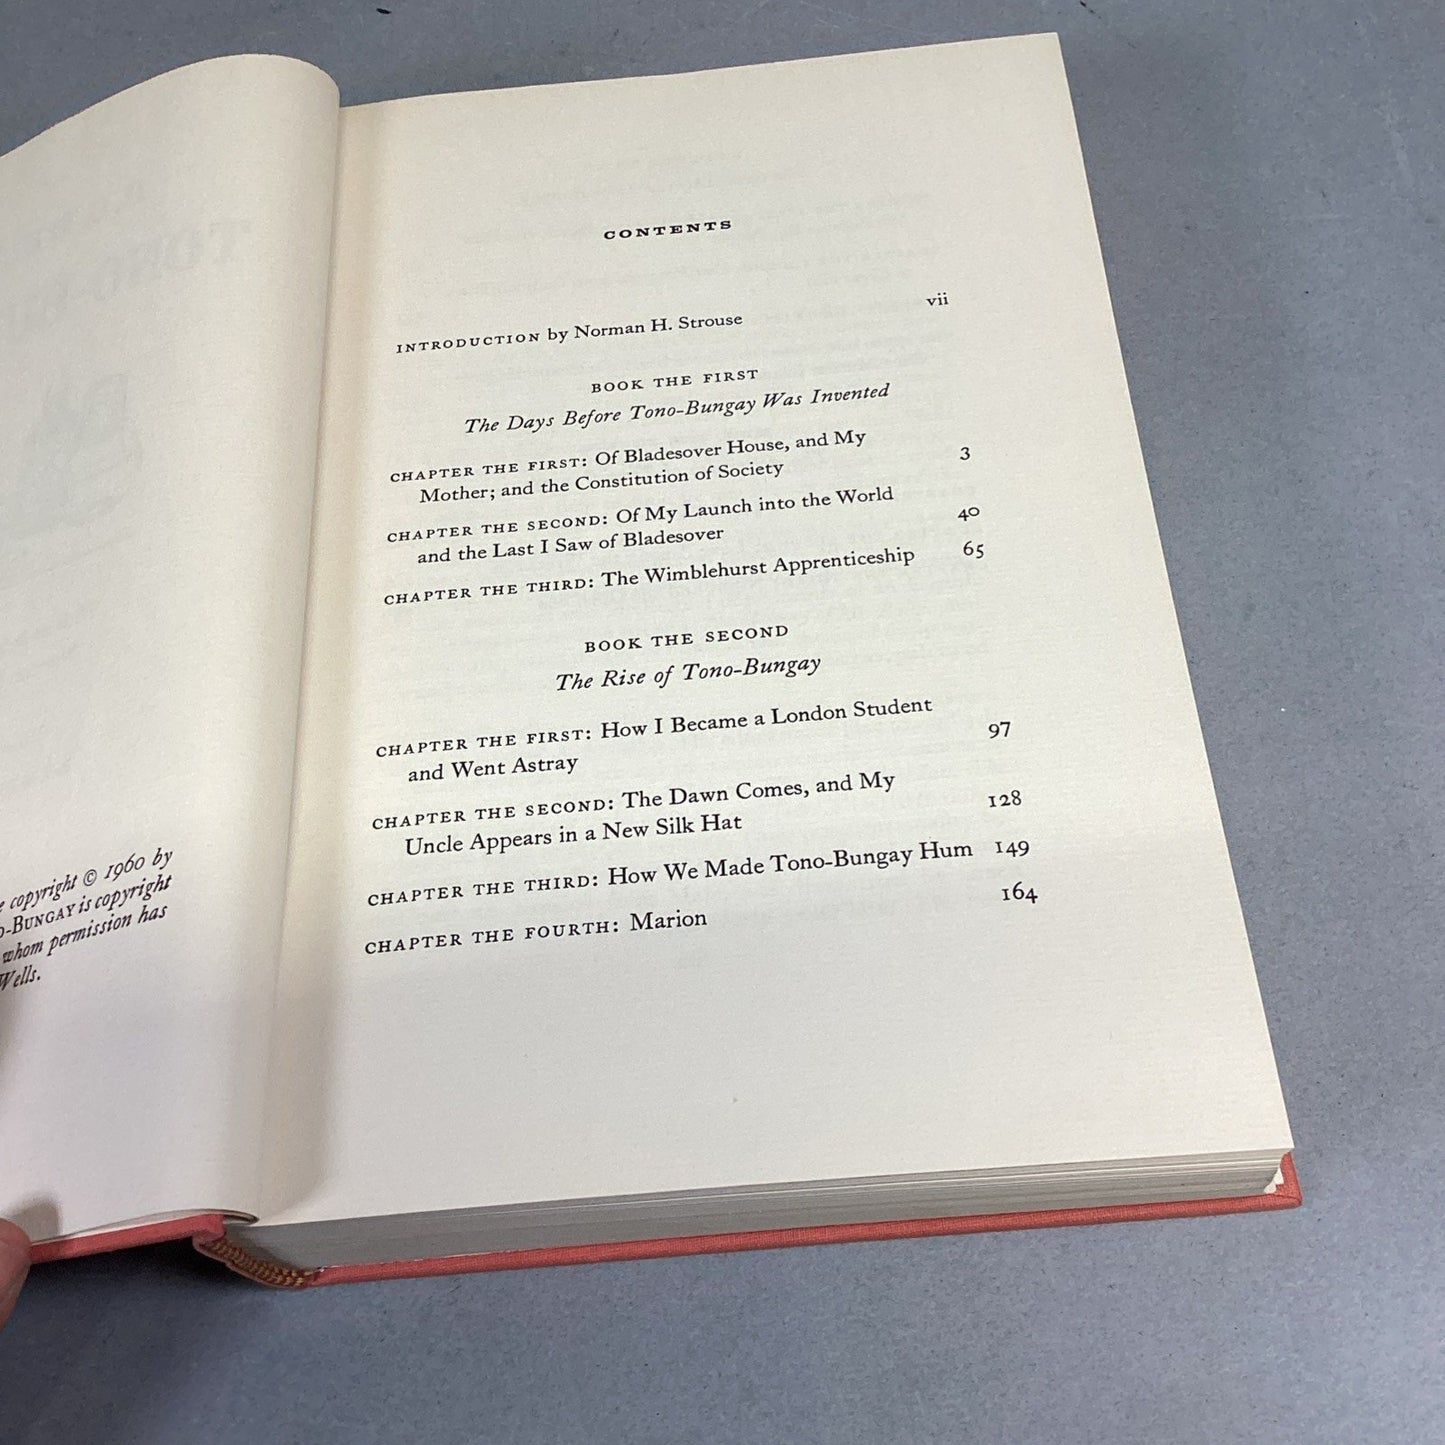 e copyright © 1960 by
o-BUNGAY is copyright
whom permission has
Wells.
CONTENTS
INTRODUCTION by Norman H. Strouse vii
BOOK THE FIRST
The Days Before Tono-Bungay Was Invented
CHAPTER THE FIRST: Of Bladesover House, and My
Mother; and the Constitution of Society 3
CHAPTER THE SECOND: Of My Launch into the World
and the Last I Saw of Bladesover 40
CHAPTER THE THIRD: The Wimblehurst Apprenticeship 65
BOOK THE SECOND
The Rise of Tono-Bungay
CHAPTER THE FIRST: How I Became a London Student
and Went Astray 97
CHAPTER THE SECOND: The Dawn Comes, and My
Uncle Appears in a New Silk Hat 128
CHAPTER THE THIRD: How We Made Tono-Bungay Hum 149
CHAPTER THE FOURTH: Marion 164